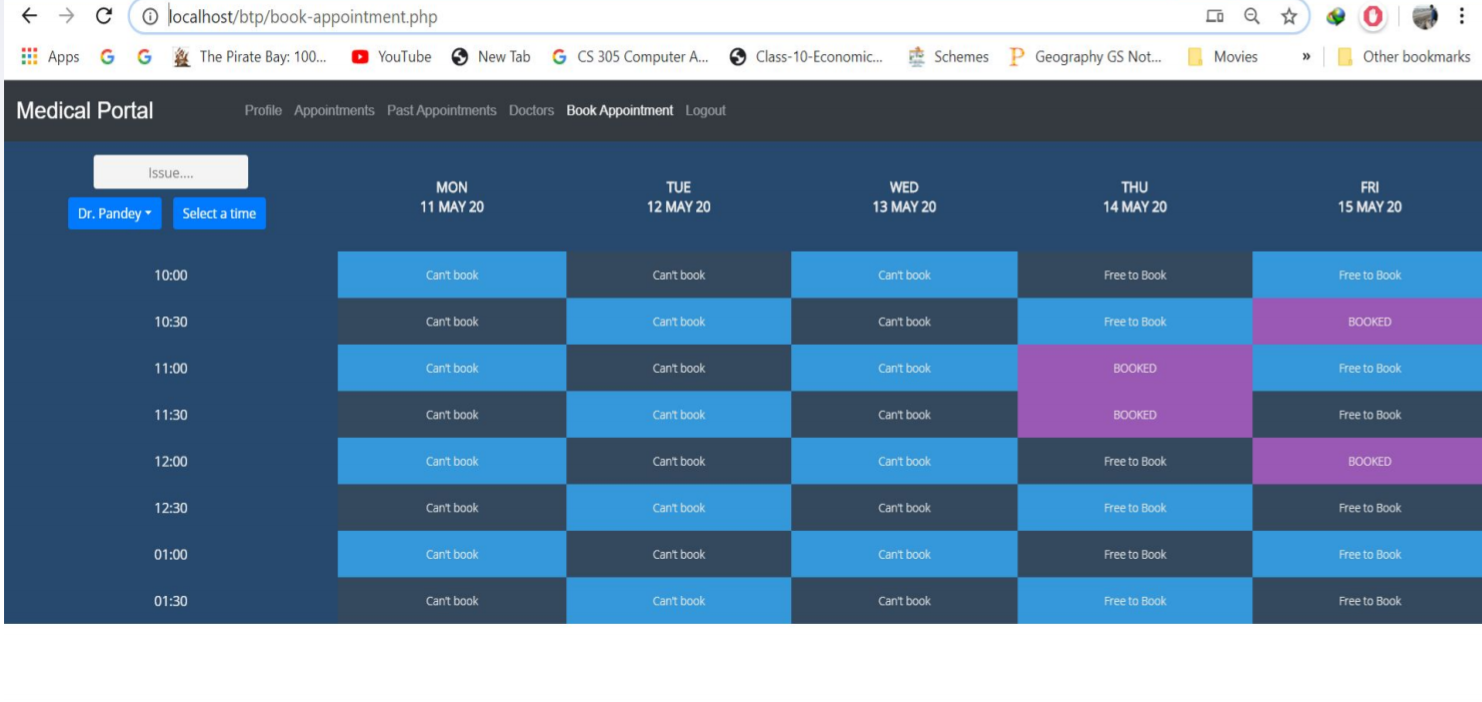 localhost/btp/book-appointment.php
Apps The Pirate Bay: 100... YouTube New Tab CS 305 Computer A... Class-10-Economic... Schemes Geography GS Not... Movies » Other bookmarks
Medical Portal Profile Appointments Past Appointments Doctors Book Appointment Logout
Issue....
Dr. Pandey Select a time
MON TUE WED THU FRI
11 MAY 20 12 MAY 20 13 MAY 20 14 MAY 20 15 MAY 20
10:00 Can't book Can't book Can't book Free to Book Free to Book
10:30 Can't book Can't book Can't book Free to Book BOOKED
11:00 Can't book Can't book Can't book BOOKED Free to Book
11:30 Can't book Can't book Can't book BOOKED Free to Book
12:00 Can't book Can't book Can't book Free to Book BOOKED
12:30 Can't book Can't book Can't book Free to Book Free to Book
01:00 Can't book Can't book Can't book Free to Book Free to Book
01:30 Can't book Can't book Can't book Free to Book Free to Book